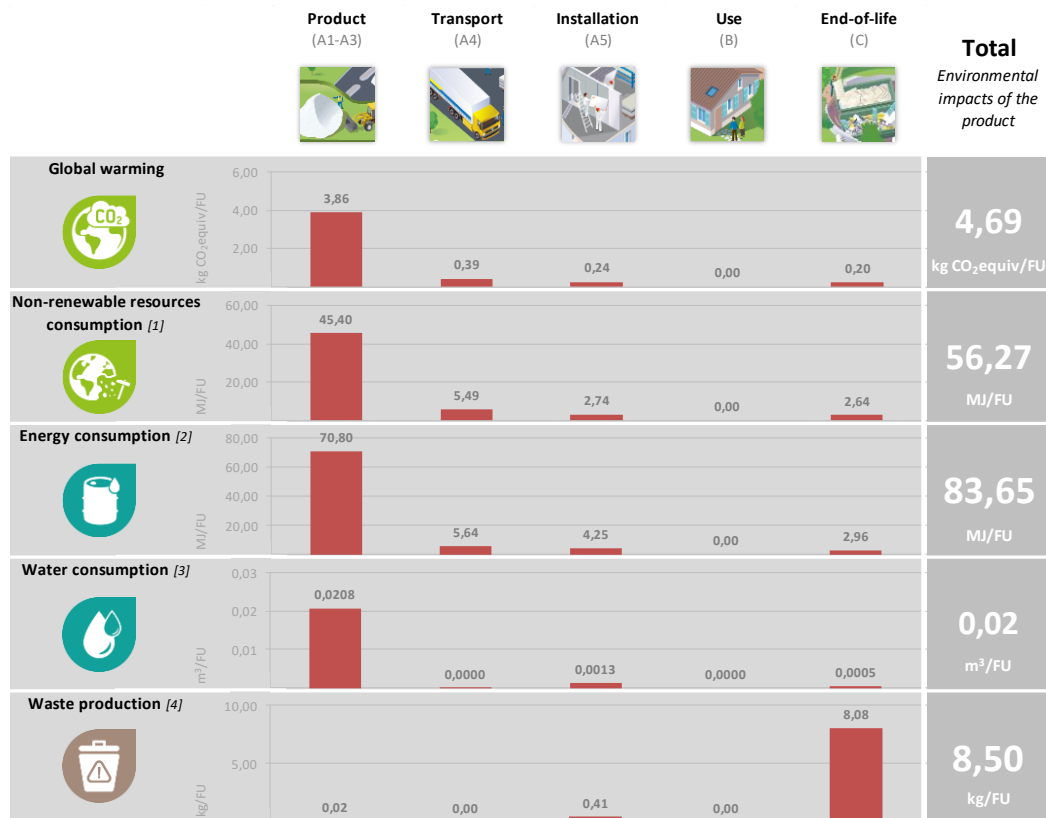 Product
(A1-A3)
Transport
(A4)
Installation
(A5)
Use
(B)
End-of-life
(C)
Total
Environmental
impacts of the
product
Global warming
CO2
kg CO₂equiv/FU
6,00
4,00
2,00
3,86
0,39
0,24
0,00
0,20
4,69
kg CO₂equiv/FU
Non-renewable resources
consumption [1]
MJ/FU
60,00
40,00
20,00
45,40
5,49
2,74
0,00
2,64
56,27
MJ/FU
Energy consumption [2]
MJ/FU
80,00
60,00
40,00
20,00
70,80
5,64
4,25
0,00
2,96
83,65
MJ/FU
Water consumption [3]
m³/FU
0,03
0,02
0,01
0,0208
0,0000
0,0013
0,0000
0,0005
0,02
m³/FU
Waste production [4]
kg/FU
10,00
5,00
0,02
0,00
0,41
0,00
8,08
8,50
kg/FU